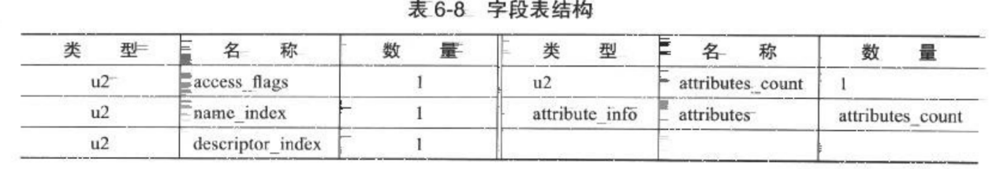 表 6-8 字段表结构
类 型 名 称 数 量 类 型 名 称 数 量
u2 access_flags 1 u2 attributes_count 1
u2 name_index 1 attribute_info attributes attributes_count
u2 descriptor_index 1